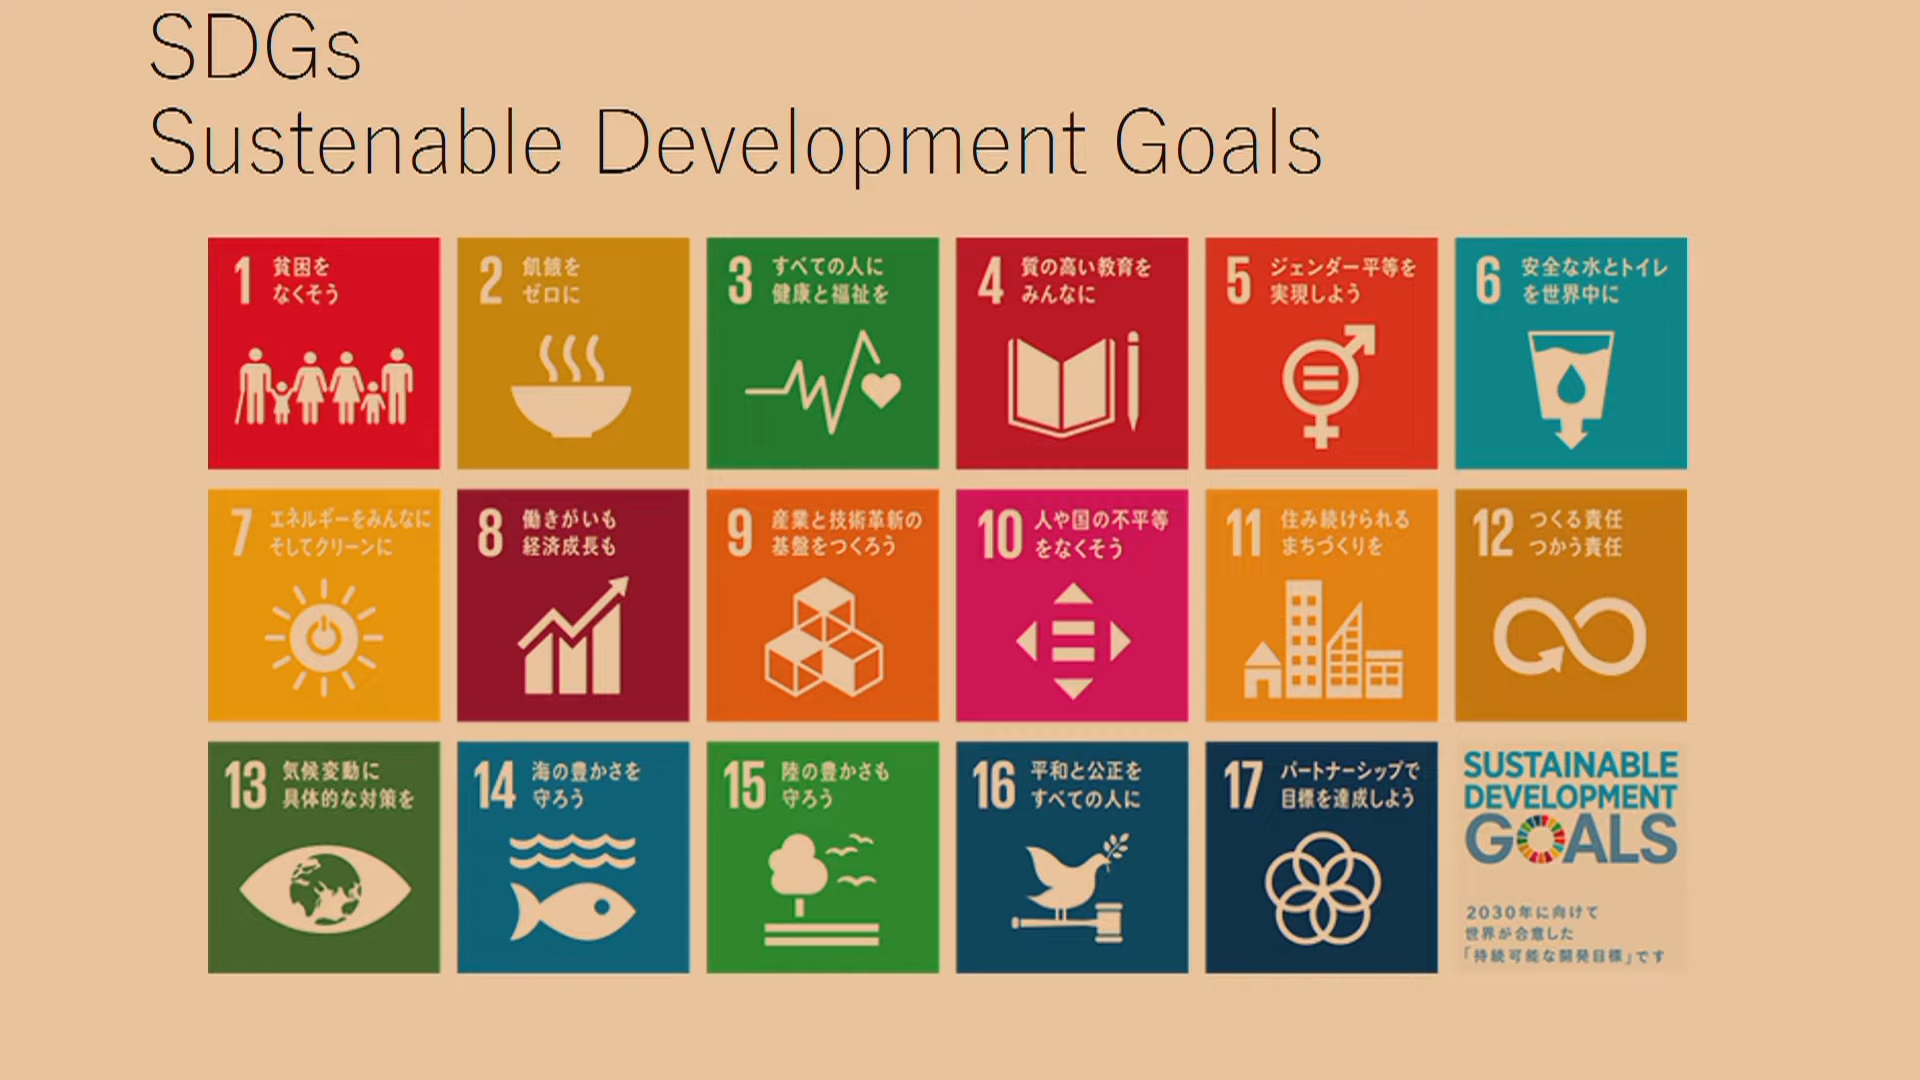 SDGs
Sustenable Development Goals
1 貧困を
なくそう
2 飢餓を
ゼロに
3 すべての人に
健康と福祉を
4 質の高い教育を
みんなに
5 ジェンダー平等を
実現しよう
6 安全な水とトイレ
を世界中に
7 エネルギーをみんなに
そしてクリーンに
8 働きがいも
経済成長も
9 産業と技術革新の
基盤をつくろう
10 人や国の不平等
をなくそう
11 住み続けられる
まちづくりを
12 つくる責任
つかう責任
13 気候変動に
具体的な対策を
14 海の豊かさを
守ろう
15 陸の豊かさも
守ろう
16 平和と公正を
すべての人に
17 パートナーシップで
目標を達成しよう
SUSTAINABLE
DEVELOPMENT
GOALS
2030年に向けて
世界が合意した
「持続可能な開発目標」です